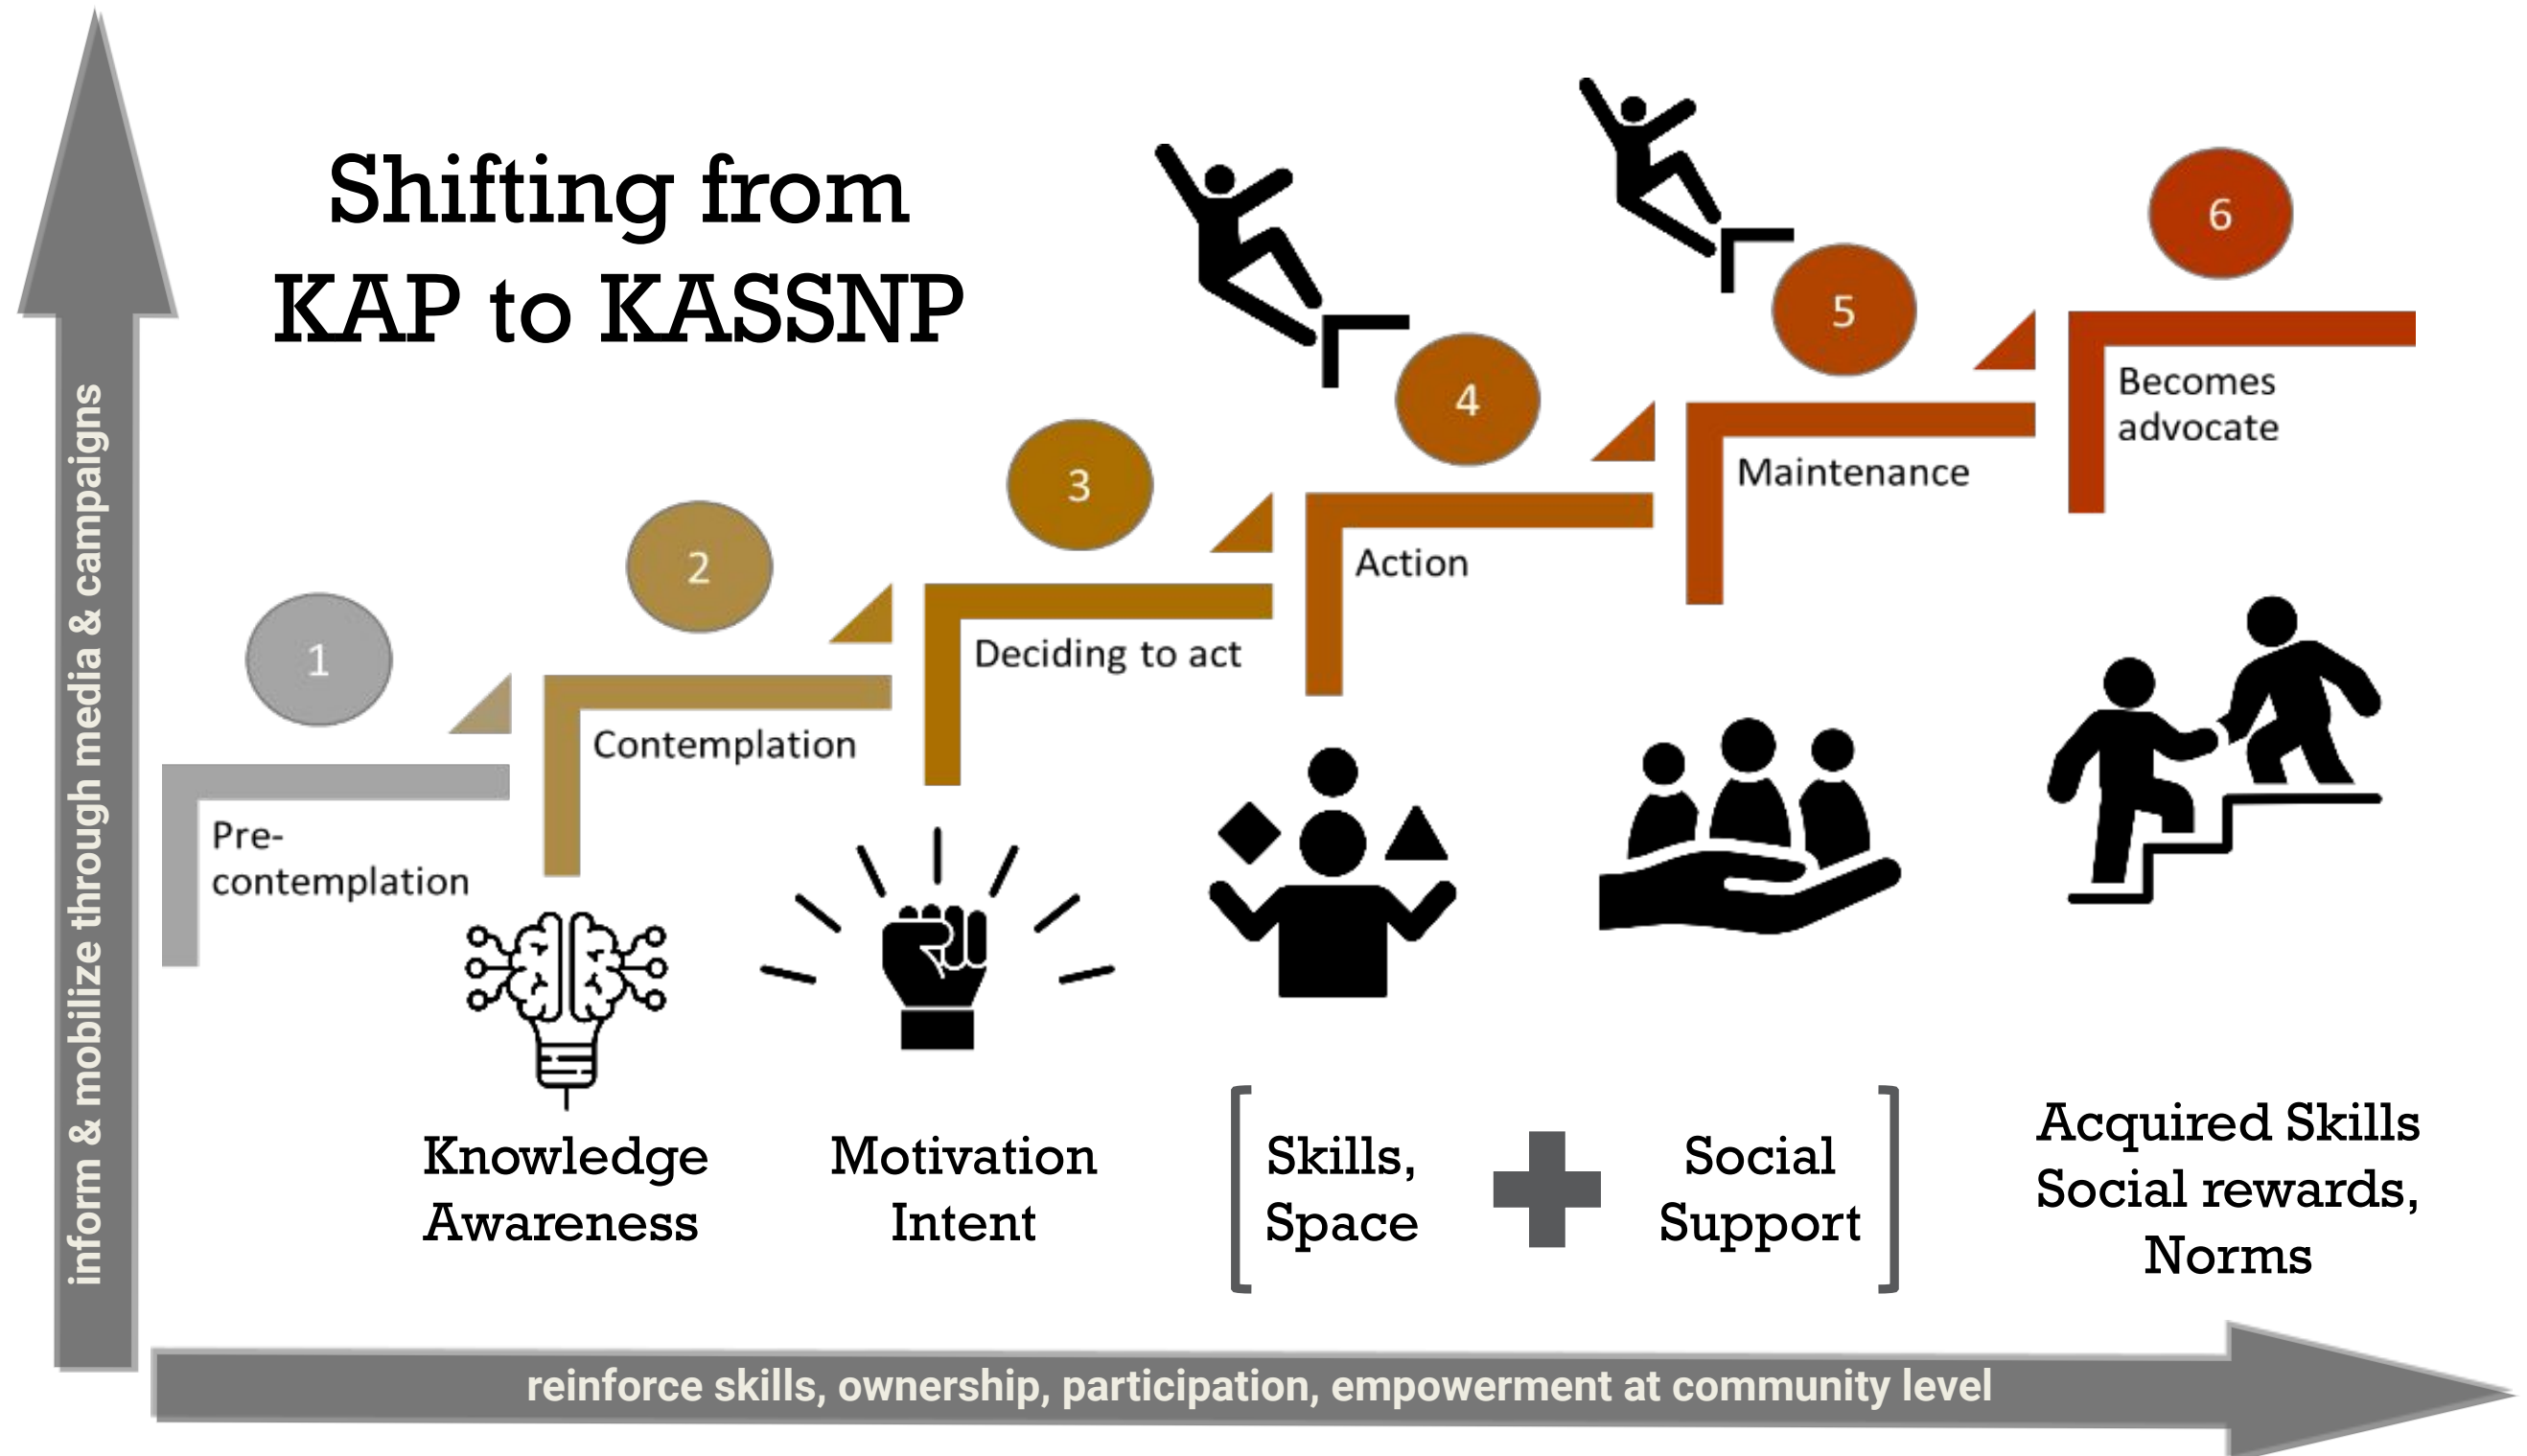 Shifting from
KAP to KASSNP
inform & mobilize through media & campaigns
1
Pre-
contemplation
2
Contemplation
3
Deciding to act
4
Action
5
Maintenance
6
Becomes
advocate
Knowledge
Awareness
Motivation
Intent
Skills,
Space
Social
Support
Acquired Skills
Social rewards,
Norms
reinforce skills, ownership, participation, empowerment at community level